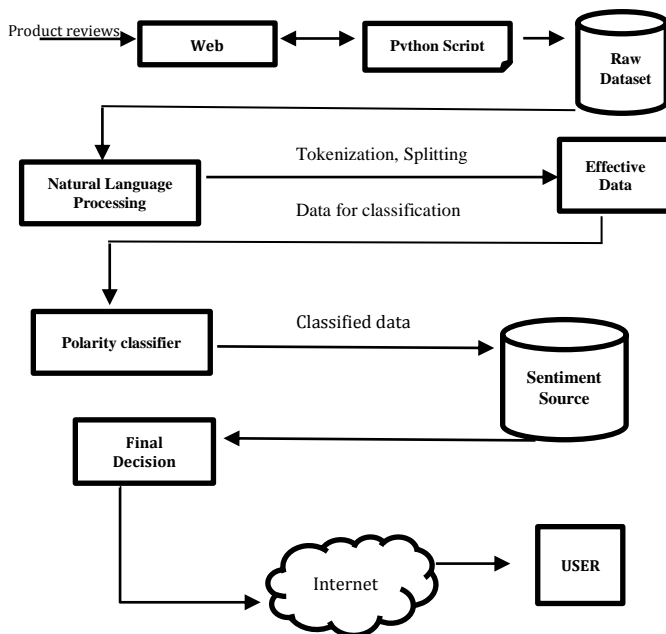 Product reviews
Web
Python Script
Raw
Dataset
Tokenization, Splitting
Natural Language
Processing
Effective
Data
Data for classification
Polarity classifier
Classified data
Sentiment
Source
Final
Decision
Internet
USER